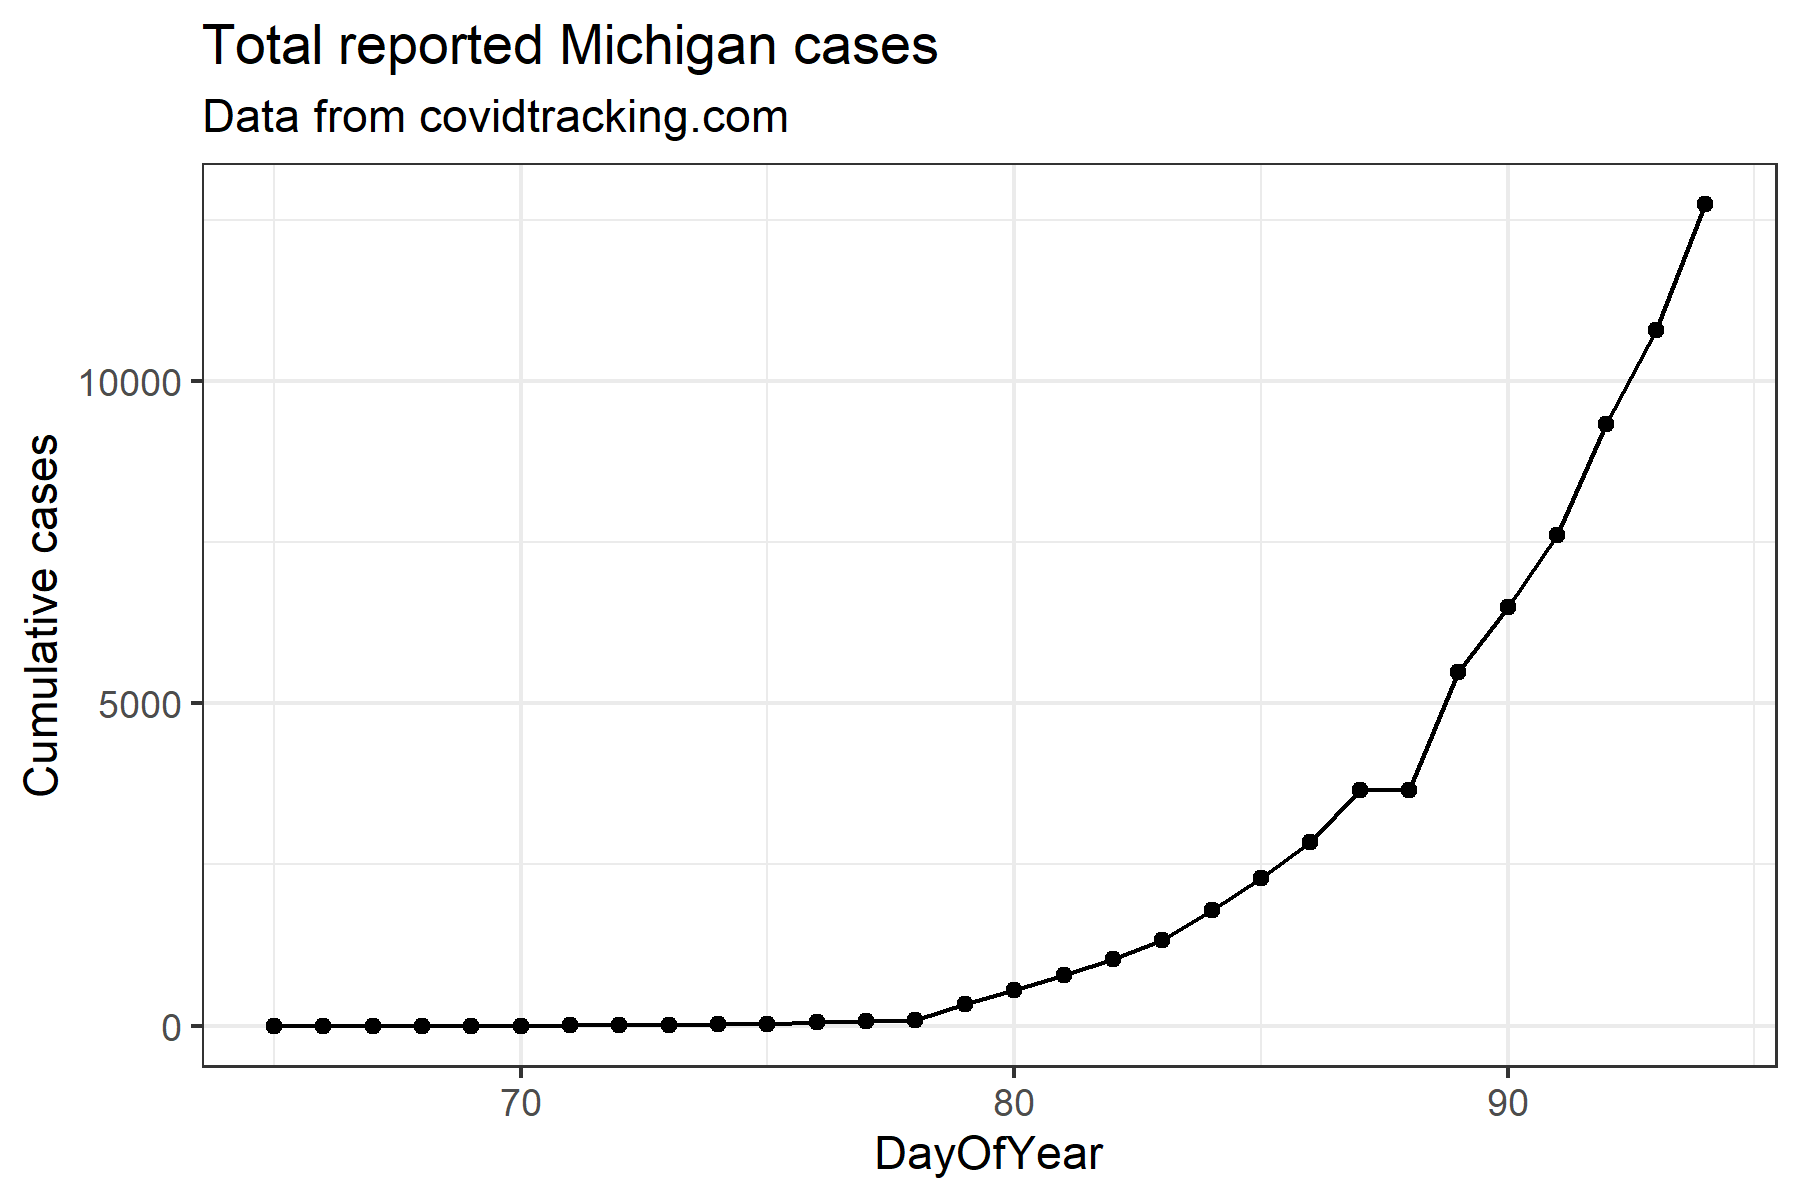 Total reported Michigan cases
Data from covidtracking.com
Cumulative cases
10000
5000
0
70 80 90
DayOfYear